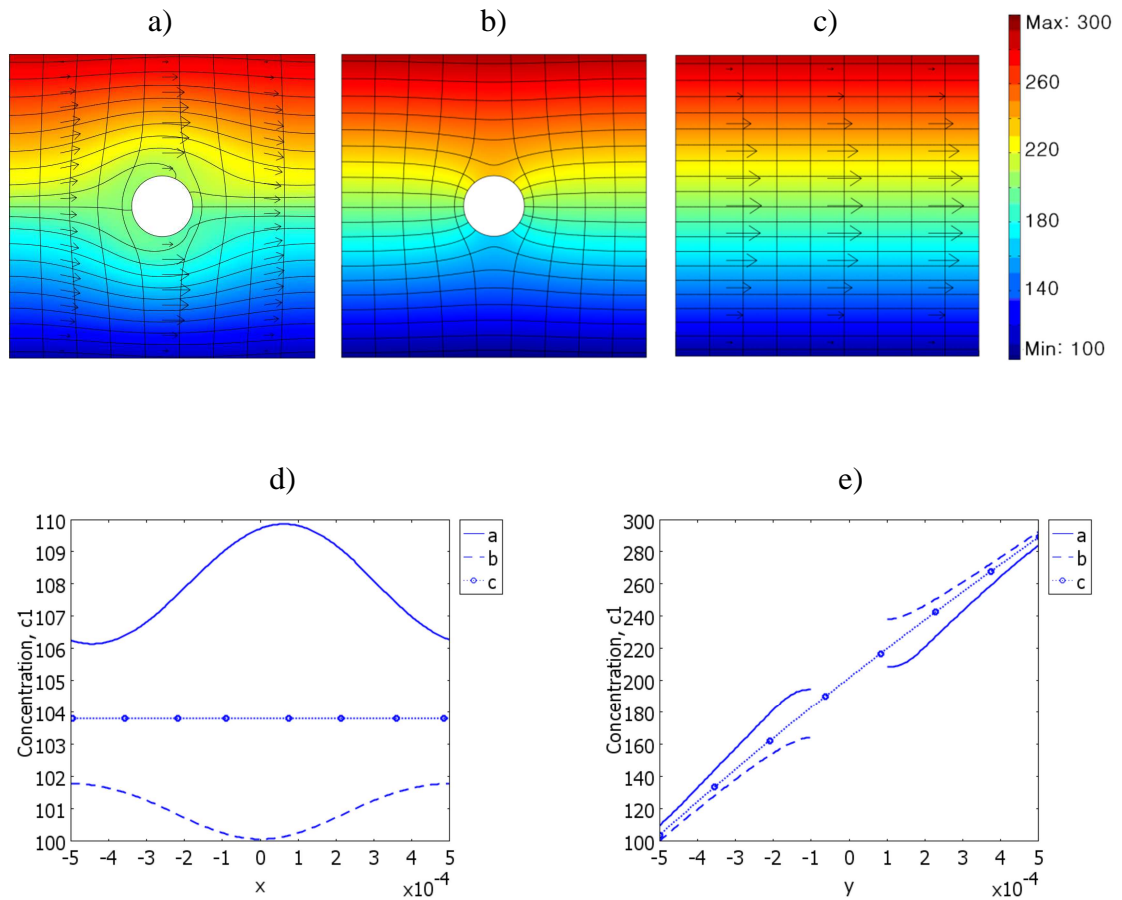 a)
b)
c)
Max: 300
260
220
180
140
Min: 100
d)
e)
110
109
108
107
106
105
104
103
102
101
100
Concentration, c1
-5 -4 -3 -2 -1 0 1 2 3 4 5
x
x10⁻⁴
a
b
c
300
280
260
240
220
200
180
160
140
120
100
Concentration, c1
-5 -4 -3 -2 -1 0 1 2 3 4 5
y
x10⁻⁴
a
b
c